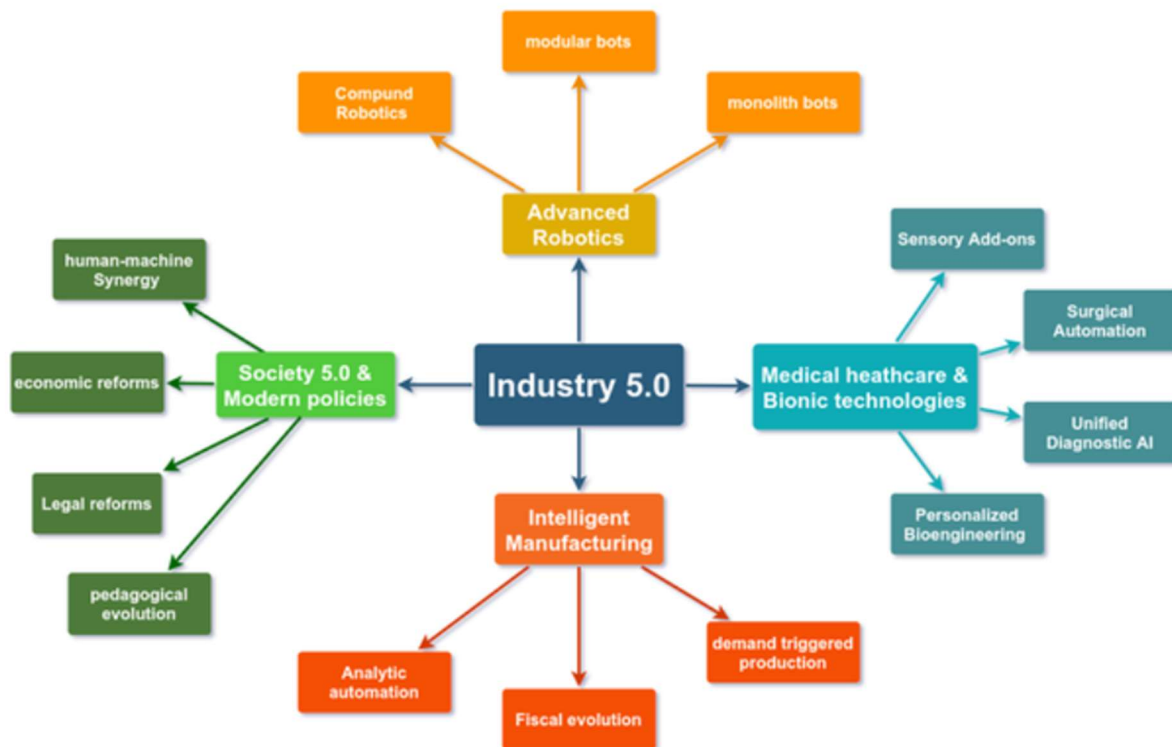 modular bots
Compund
Robotics
monolith bots
Advanced
Robotics
Sensory Add-ons
human-machine
Synergy
Surgical
Automation
economic reforms
Society 5.0 &
Modern policies
Industry 5.0
Medical heathcare &
Bionic technologies
Unified
Diagnostic AI
Legal reforms
Personalized
Bioengineering
Intelligent
Manufacturing
pedagogical
evolution
demand triggered
production
Analytic
automation
Fiscal evolution